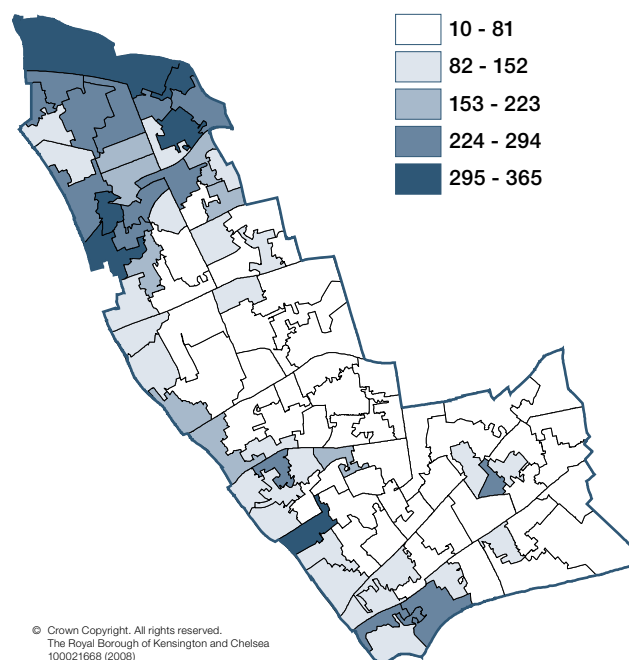 10 - 81
82 - 152
153 - 223
224 - 294
295 - 365
© Crown Copyright. All rights reserved.
The Royal Borough of Kensington and Chelsea
100021668 (2008)